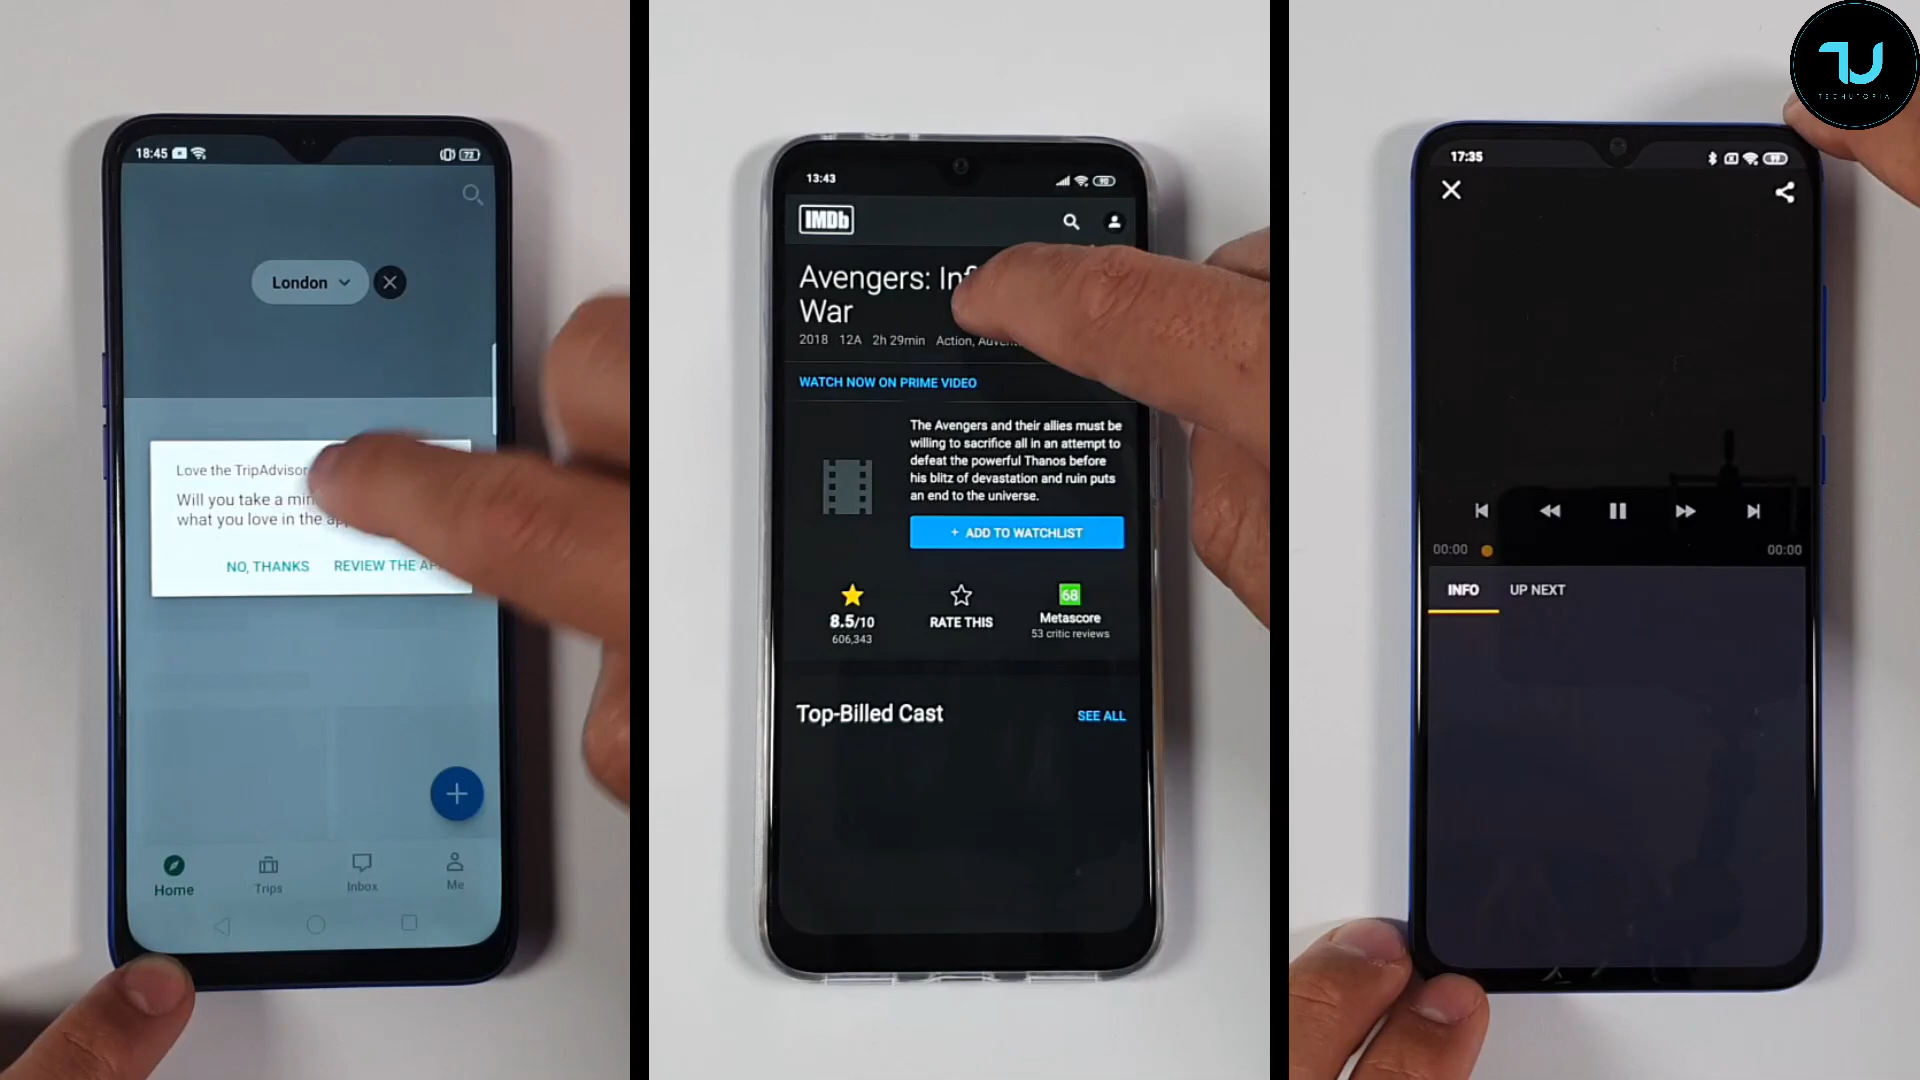 18:45
72
London
Love the TripAdvisor
Will you take a
what you love in the
NO, THANKS
REVIEW THE
Home
Trips
Inbox
Me
13:43
90
IMDb
Avengers:
War
2018 12A 2h 29min Action,
WATCH NOW ON PRIME VIDEO
The Avengers and their allies must be
willing to sacrifice all in an attempt to
defeat the powerful Thanos before
his blitz of devastation and ruin puts
an end to the universe.
+ ADD TO WATCHLIST
8.5/10
606,343
RATE THIS
68
Metascore
53 critic reviews
Top-Billed Cast
SEE ALL
17:35
00:00
00:00
INFO
UP NEXT
TU
TECHUTOPIA